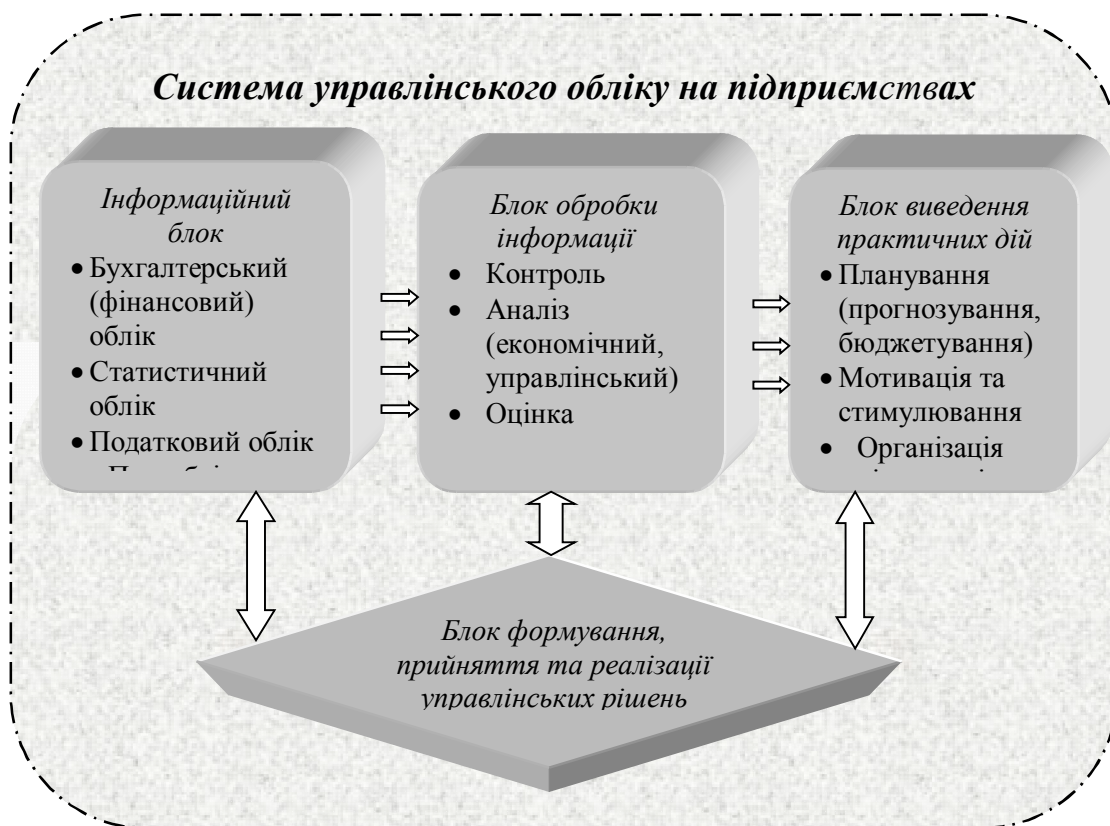 Система управлінського обліку на підприємствах
Інформаційний
блок
• Бухгалтерський
(фінансовий)
облік
• Статистичний
облік
• Податковий облік
Блок обробки
інформації
• Контроль
• Аналіз
(економічний,
управлінський)
• Оцінка
Блок виведення
практичних дій
• Планування
(прогнозування,
бюджетування)
• Мотивація та
стимулювання
• Організація
Блок формування,
прийняття та реалізації
управлінських рішень